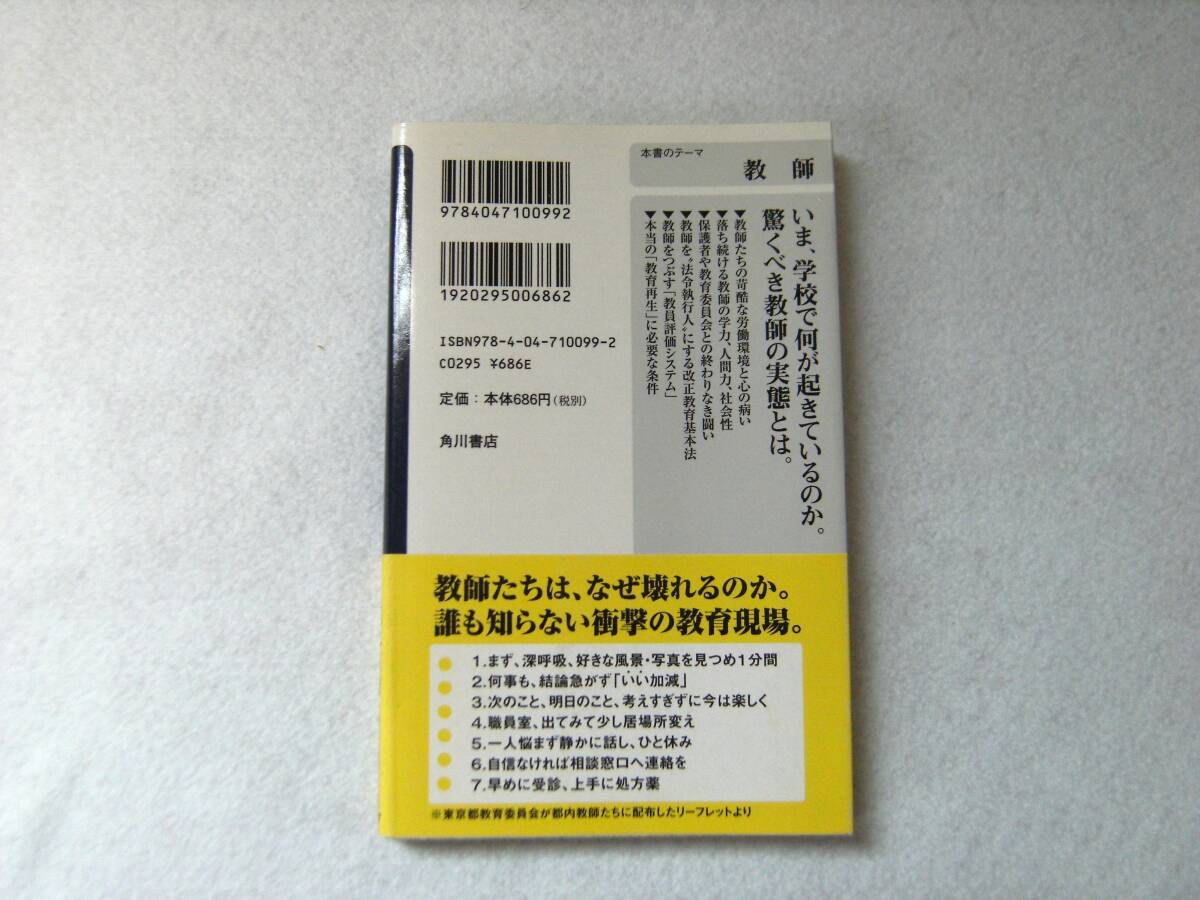 本書のテーマ
教師
いま、学校で何が起きているのか。
驚くべき教師の実態とは。
▼教師たちの苛酷な労働環境と心の病い
▼落ち続ける教師の学力、人間力、社会性
▼保護者や教育委員会との終わりなき闘い
▼教師を〝法令執行人〟にする改正教育基本法
▼教師をつぶす「教員評価システム」
▼本当の「教育再生」に必要な条件
9784047100992
1920295006862
ISBN978-4-04-710099-2
C0295 ¥686E
定価：本体686円（税別）
角川書店
教師たちは、なぜ壊れるのか。
誰も知らない衝撃の教育現場。
1.まず、深呼吸、好きな風景・写真を見つめ1分間
2.何事も、結論急がず「いい加減」
3.次のこと、明日のこと、考えすぎずに今は楽しく
4.職員室、出てみて少し居場所変え
5.一人悩まず静かに話し、ひと休み
6.自信なければ相談窓口へ連絡を
7.早めに受診、上手に処方薬
※東京都教育委員会が都内教師たちに配布したリーフレットより